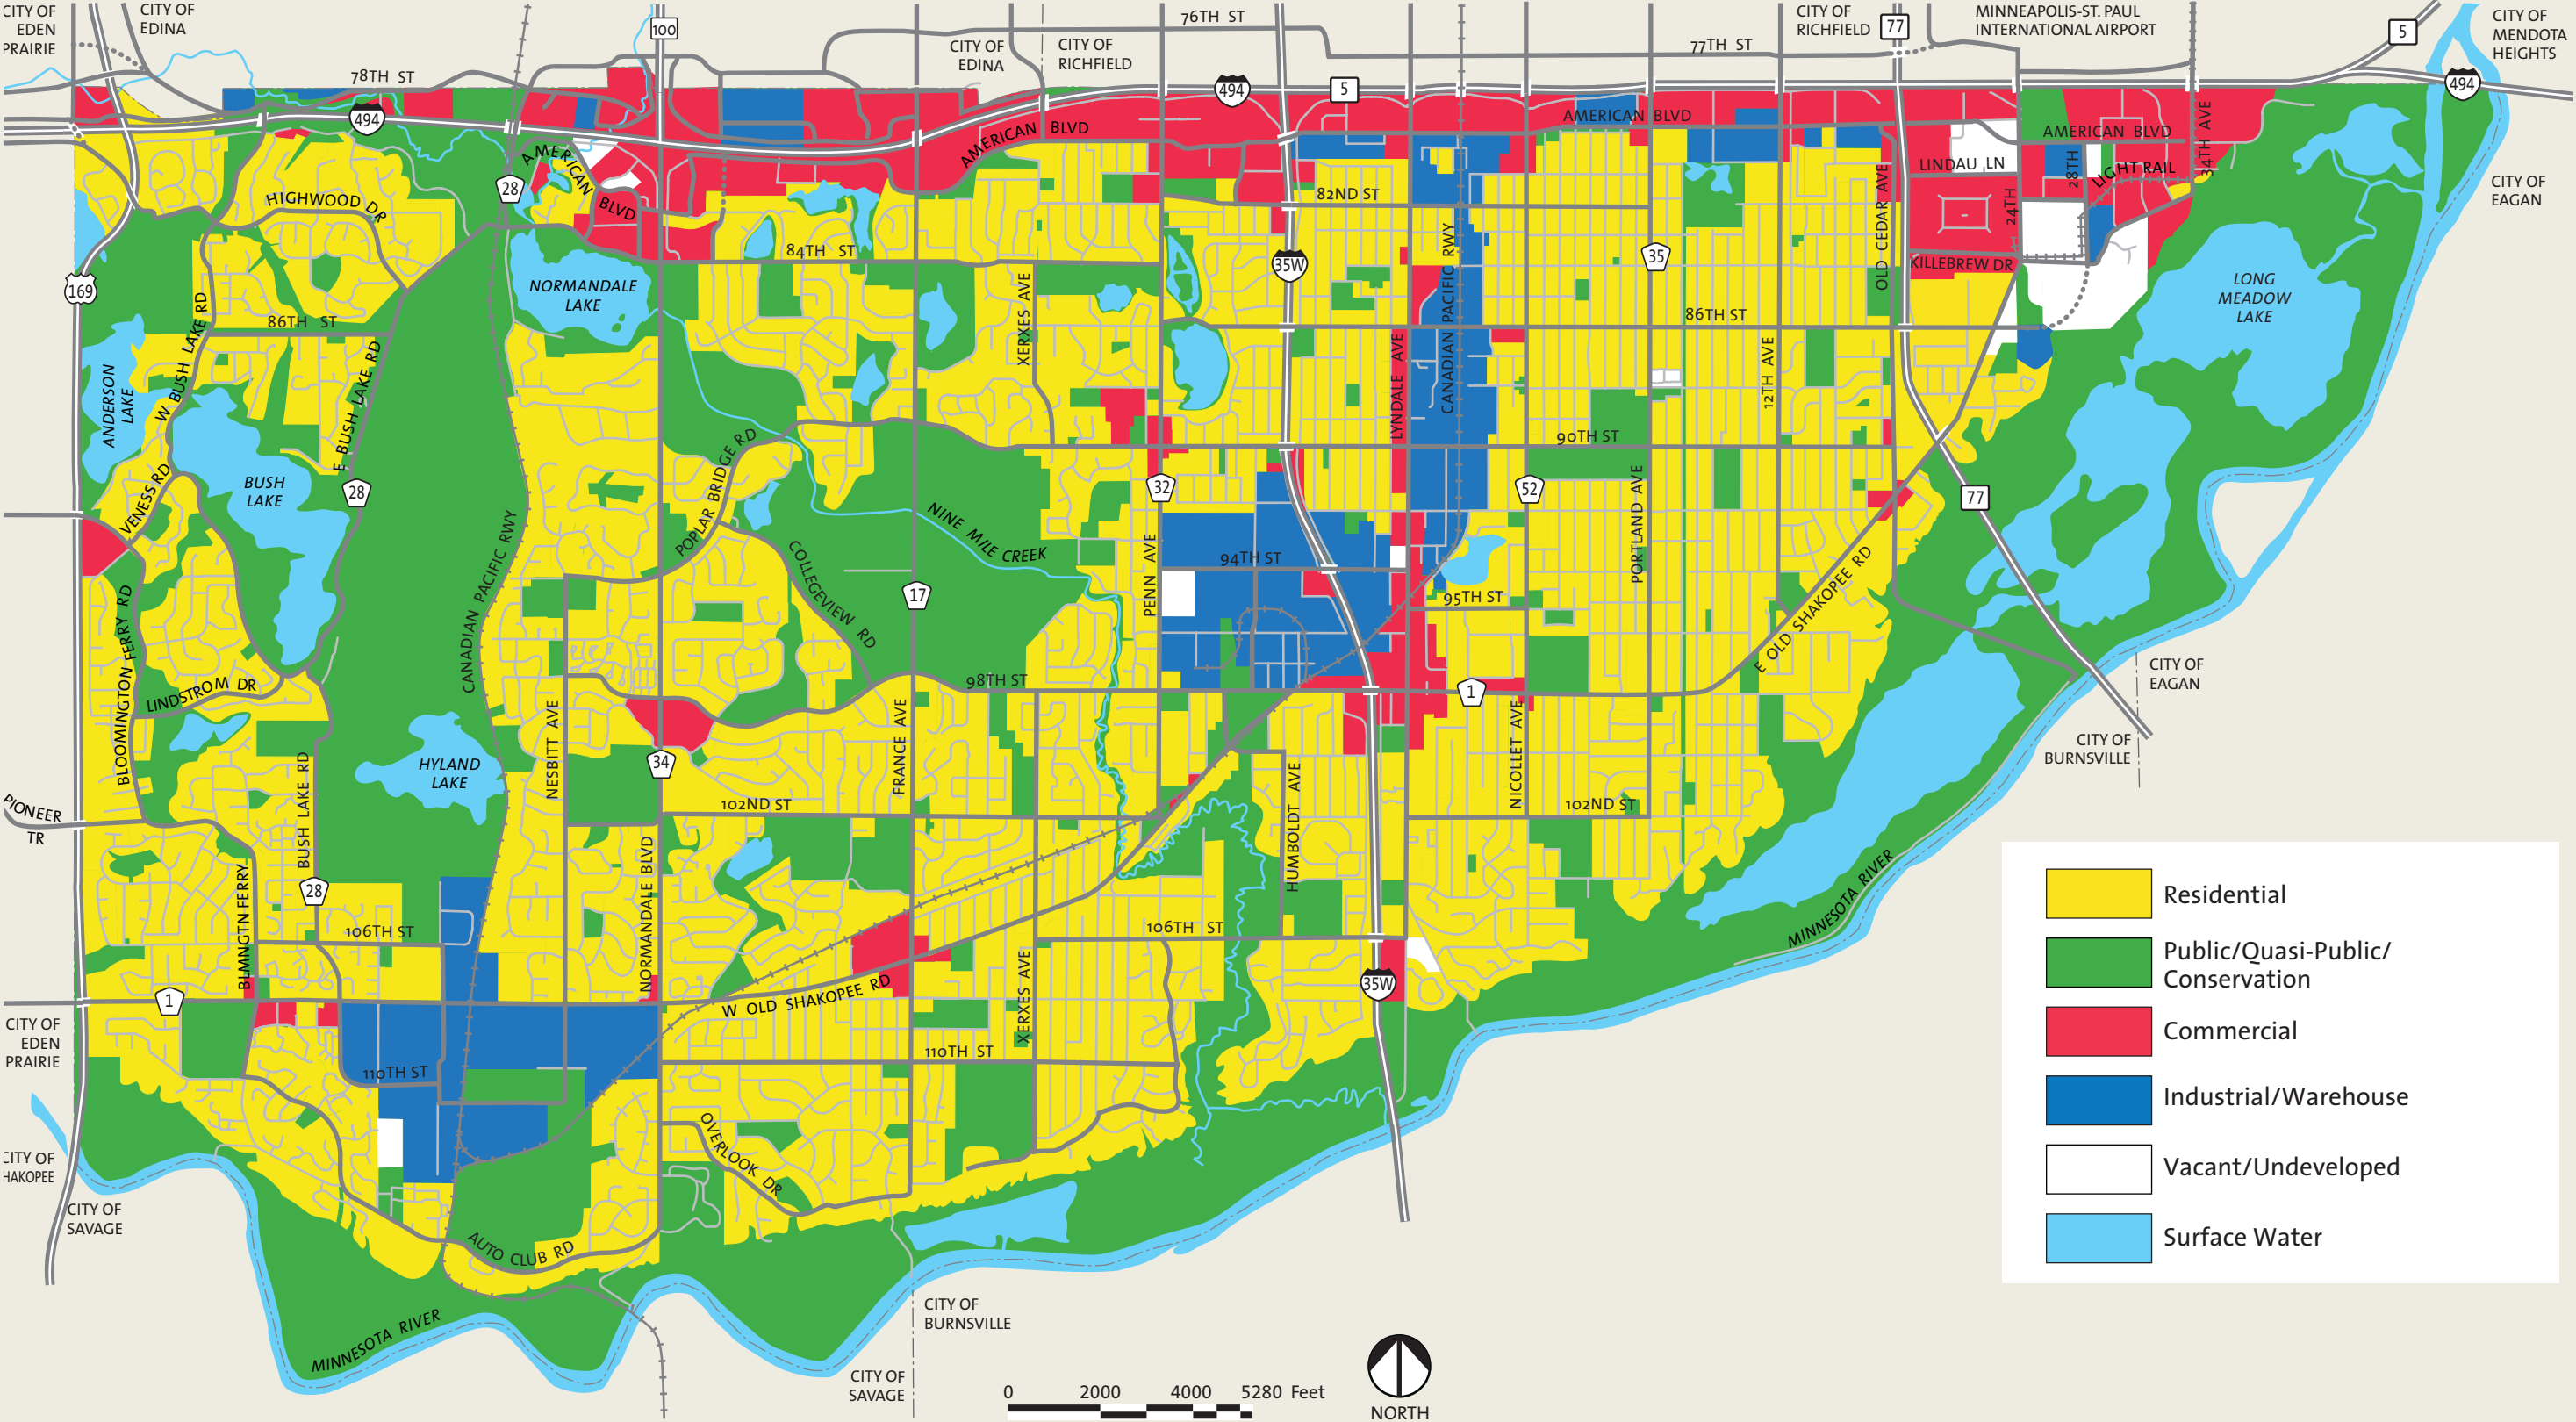 CITY OF
EDEN
PRAIRIE
CITY OF
EDINA
100
76TH ST
CITY OF
EDINA
CITY OF
RICHFIELD
77TH ST
CITY OF
RICHFIELD
77
MINNEAPOLIS-ST. PAUL
INTERNATIONAL AIRPORT
5
CITY OF
MENDOTA
HEIGHTS
78TH ST
494
494
5
494
AMERICAN BLVD
AMERICAN BLVD
AMERICAN BLVD
AMERICAN
BLVD
34TH AVE
28
LINDAU LN
28TH
LIGHT RAIL
CITY OF
EAGAN
HIGHWOOD DR
82ND ST
24TH
OLD CEDAR AVE
84TH ST
35W
35
CANADIAN PACIFIC RWY
KILLEBREW DR
169
NORMANDALE
LAKE
LONG
MEADOW
LAKE
W BUSH LAKE RD
86TH ST
XERXES AVE
86TH ST
E BUSH LAKE RD
ANDERSON
LAKE
LYNDALE AVE
12TH AVE
90TH ST
BUSH
LAKE
28
VENESS RD
POPLAR BRIDGE RD
32
52
PORTLAND AVE
77
NINE MILE CREEK
CANADIAN PACIFIC RWY
COLLEGEVIEW RD
PENN AVE
94TH ST
17
95TH ST
E OLD SHAKOPEE RD
BLOOMINGTON FERRY RD
LINDSTROM DR
98TH ST
1
CITY OF
EAGAN
NESBITT AVE
FRANCE AVE
NICOLLET AVE
CITY OF
BURNSVILLE
HYLAND
LAKE
34
BUSH LAKE RD
HUMBOLDT AVE
PIONEER
TR
102ND ST
102ND ST
NORMANDALE BLVD
BLMNGTN FERRY
28
MINNESOTA RIVER
Residential
106TH ST
106TH ST
Public/Quasi-Public/
Conservation
XERXES AVE
35W
1
W OLD SHAKOPEE RD
CITY OF
EDEN
PRAIRIE
Commercial
110TH ST
110TH ST
Industrial/Warehouse
OVERLOOK DR
CITY OF
HAKOPEE
Vacant/Undeveloped
CITY OF
SAVAGE
AUTO CLUB RD
Surface Water
MINNESOTA RIVER
CITY OF
BURNSVILLE
CITY OF
SAVAGE
0 2000 4000 5280 Feet
NORTH